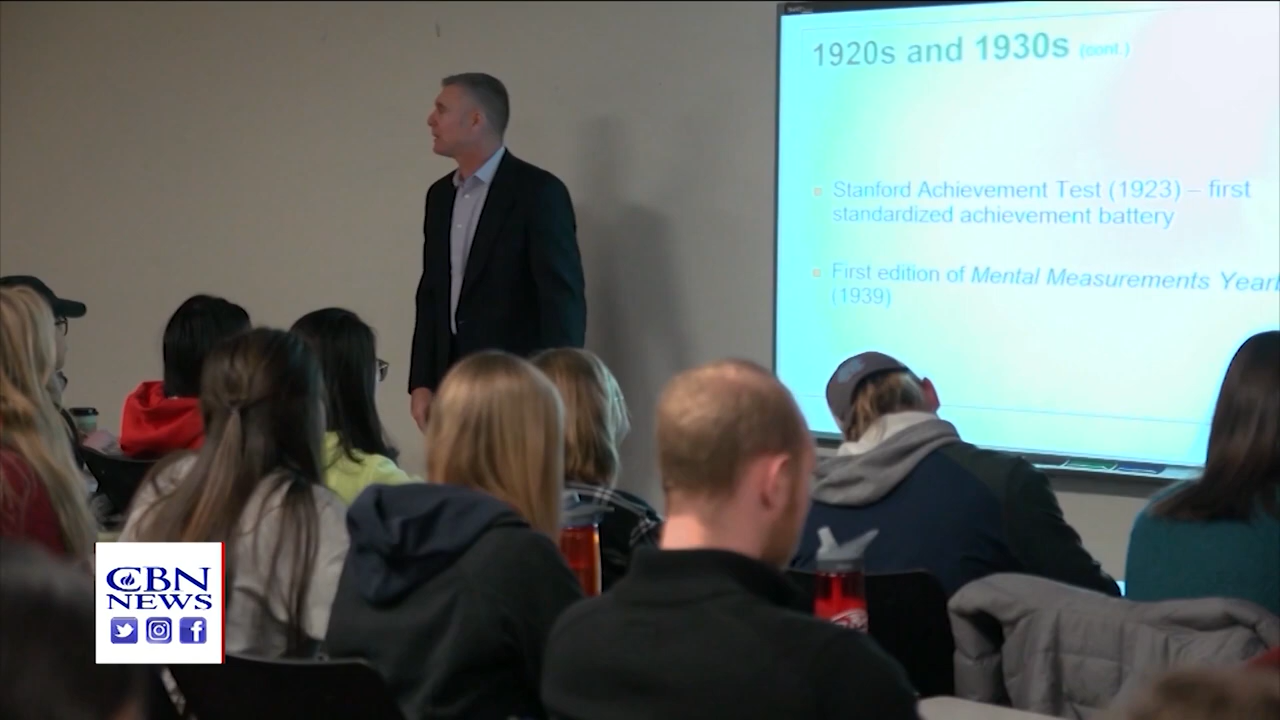 1920s and 1930s (cont.)
Stanford Achievement Test (1923) – first
standardized achievement battery
First edition of Mental Measurements
(1939)
CBN
NEWS